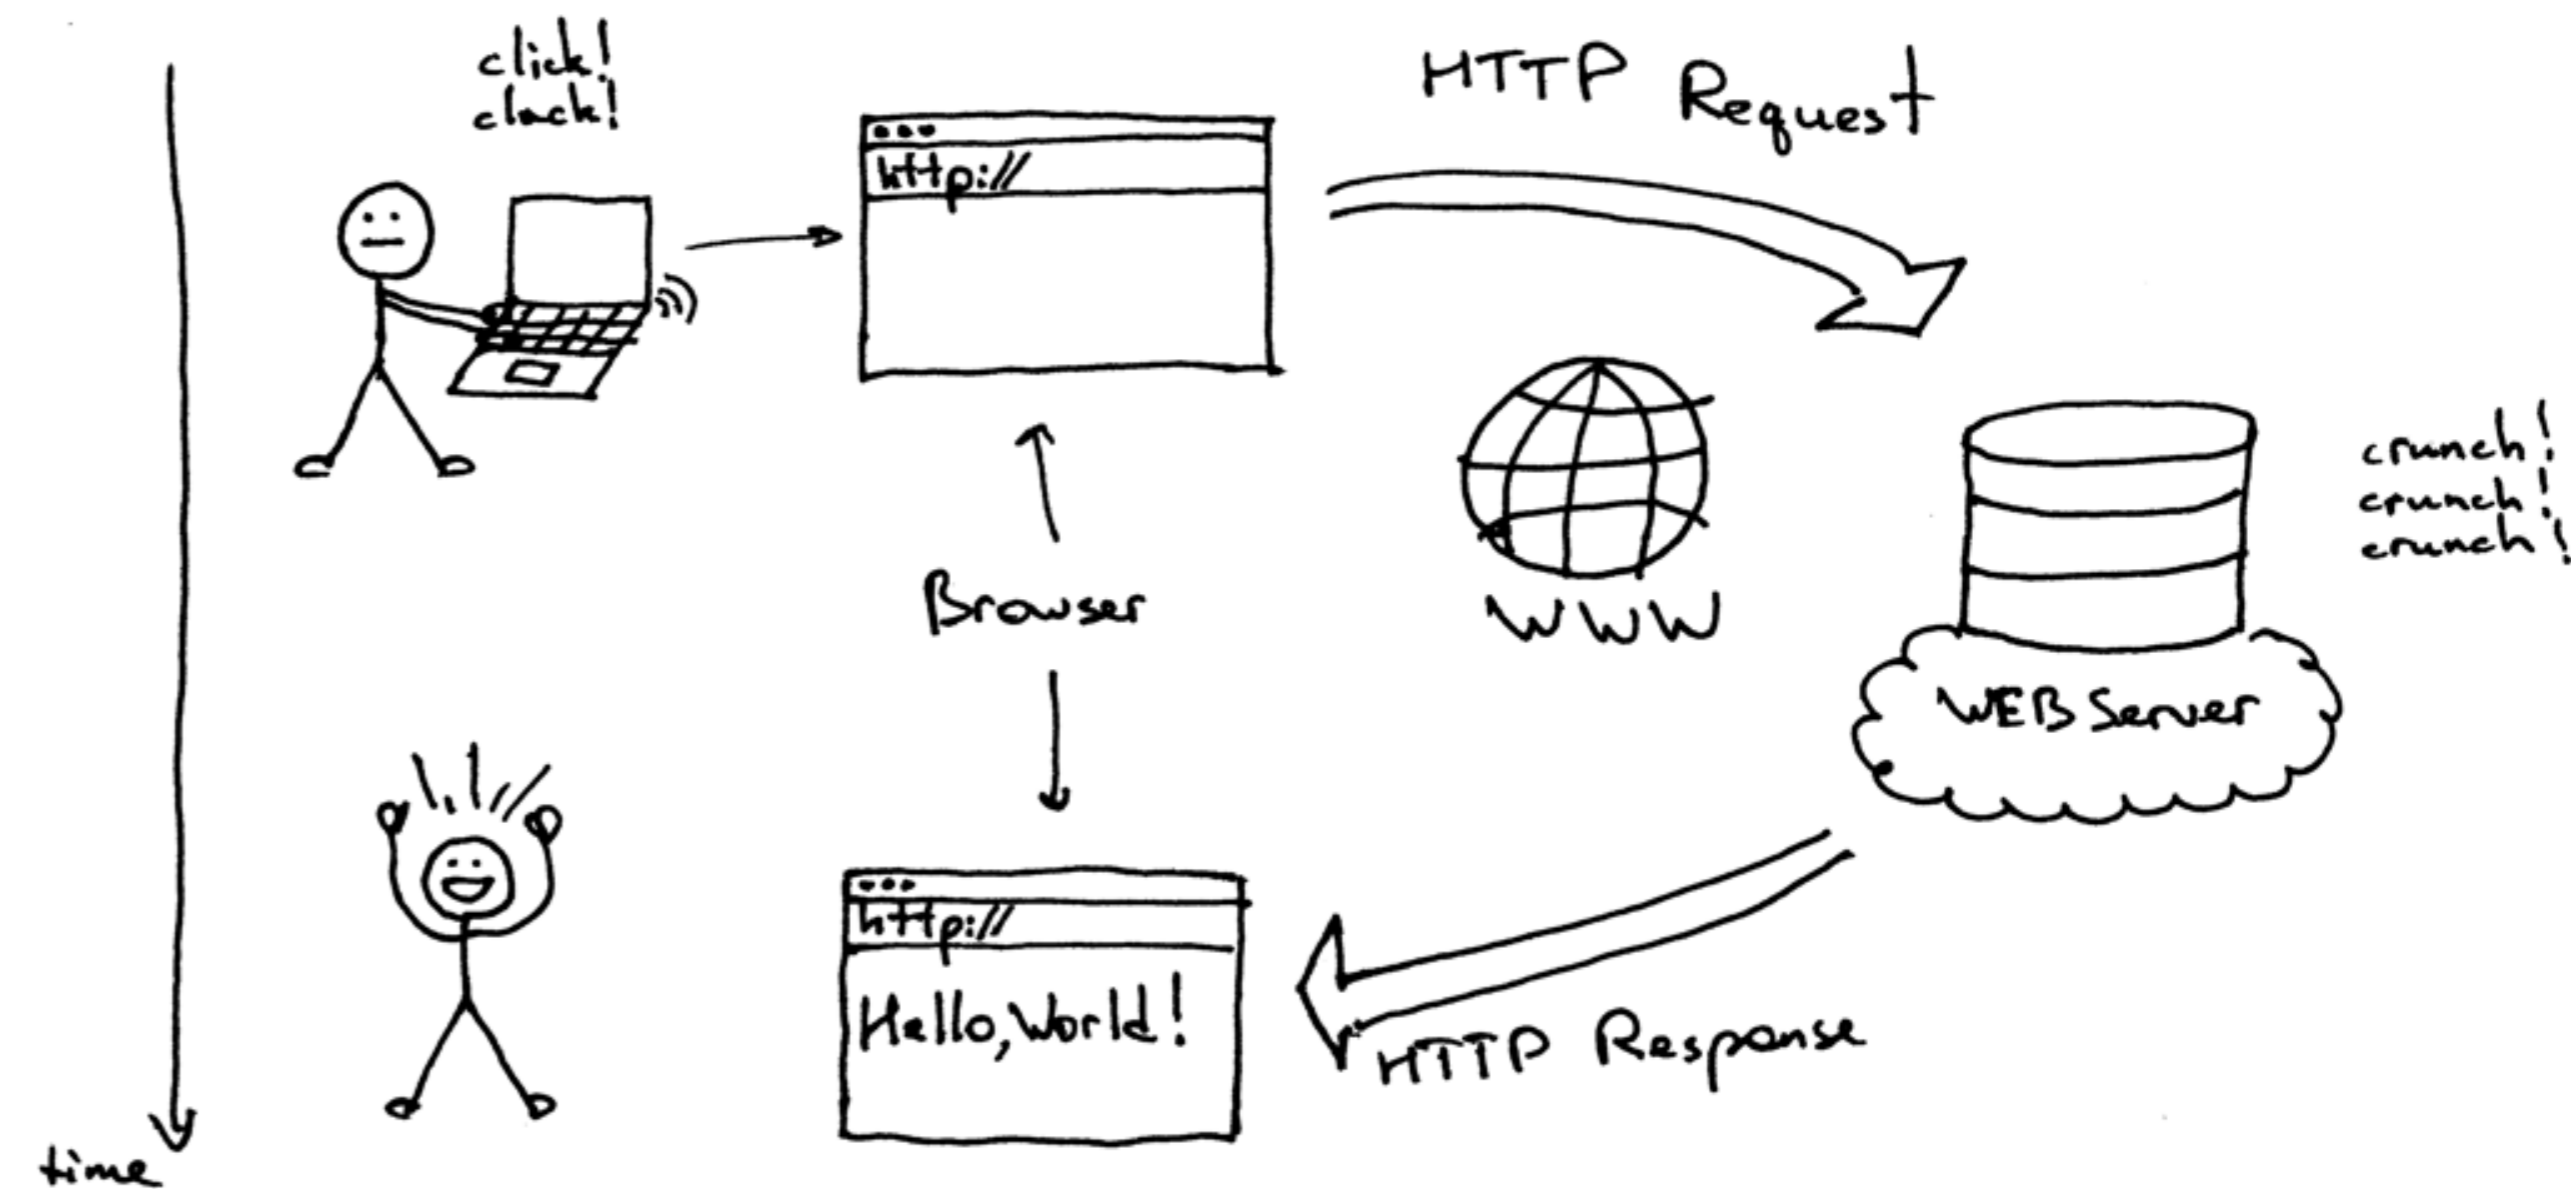 click!
clack!
HTTP Request
http://
crunch!
crunch!
crunch!
Browser
WWW
WEB Server
http://
Hello, World!
HTTP Response
time